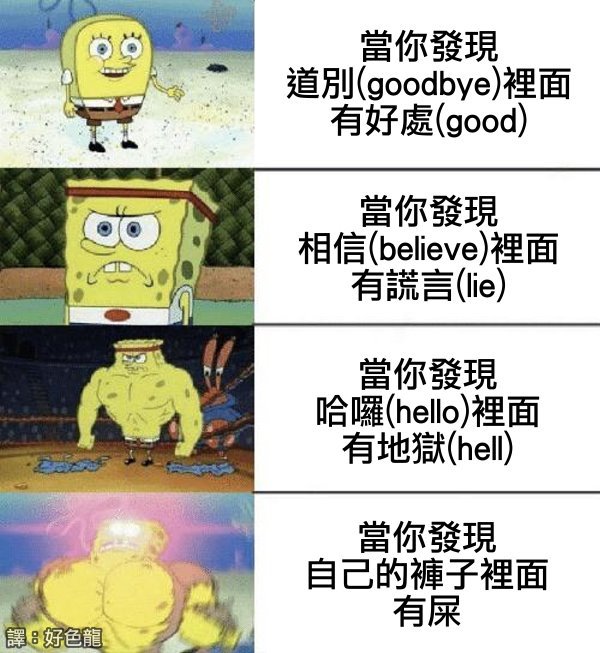 當你發現
道別(goodbye)裡面
有好處(good)
當你發現
相信(believe)裡面
有謊言(lie)
當你發現
哈囉(hello)裡面
有地獄(hell)
當你發現
自己的褲子裡面
有屎
譯：好色龍